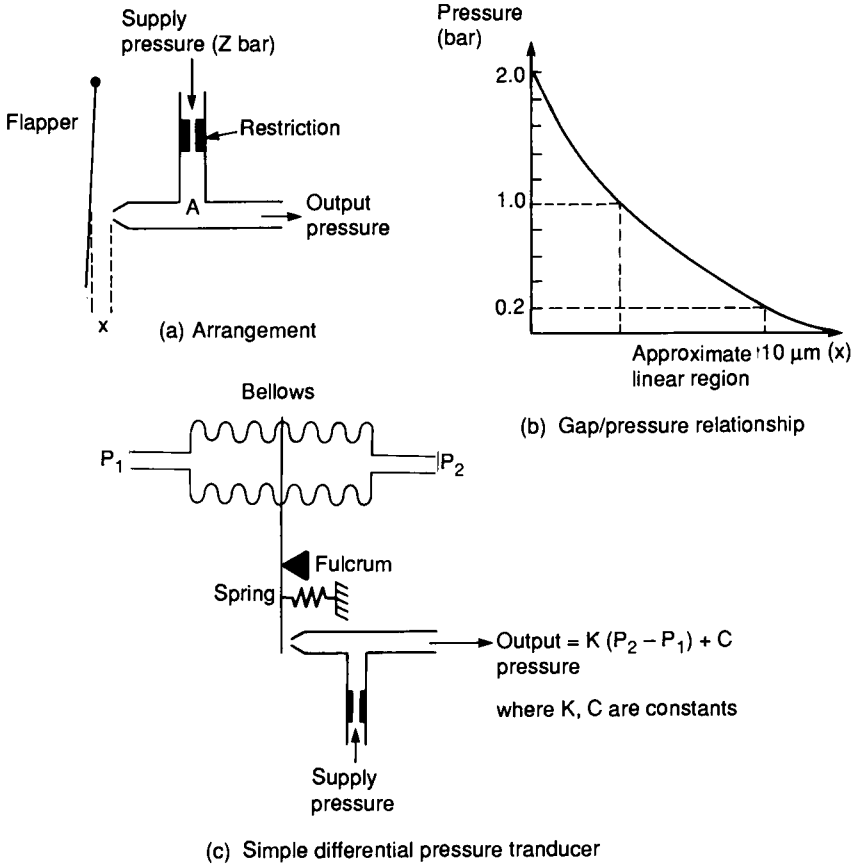 Supply
pressure (Z bar)
Flapper
Restriction
A
Output
pressure
x
(a) Arrangement
Pressure
(bar)
2.0
1.0
0.2
Approximate 10 μm (x)
linear region
(b) Gap/pressure relationship
Bellows
P1
P2
Fulcrum
Spring
Output = K (P2 – P1) + C
pressure
where K, C are constants
Supply
pressure
(c) Simple differential pressure tranducer